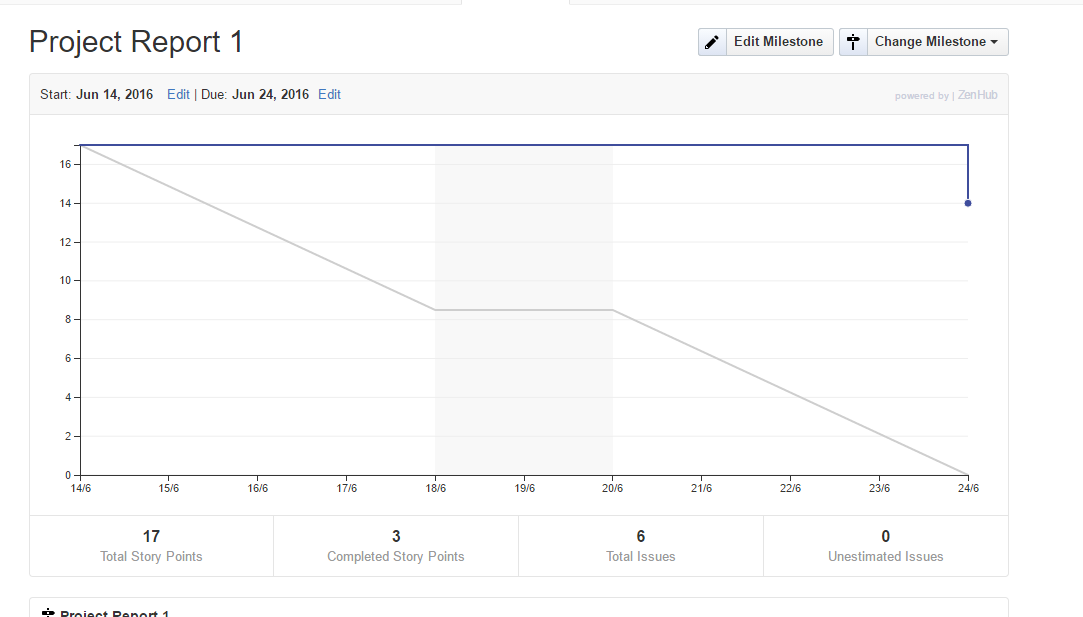 Project Report 1
Edit Milestone
Change Milestone
Start: Jun 14, 2016 Edit | Due: Jun 24, 2016 Edit
powered by | ZenHub
16
14
12
10
8
6
4
2
0
14/6 15/6 16/6 17/6 18/6 19/6 20/6 21/6 22/6 23/6 24/6
17
Total Story Points
3
Completed Story Points
6
Total Issues
0
Unestimated Issues
Project Report 1